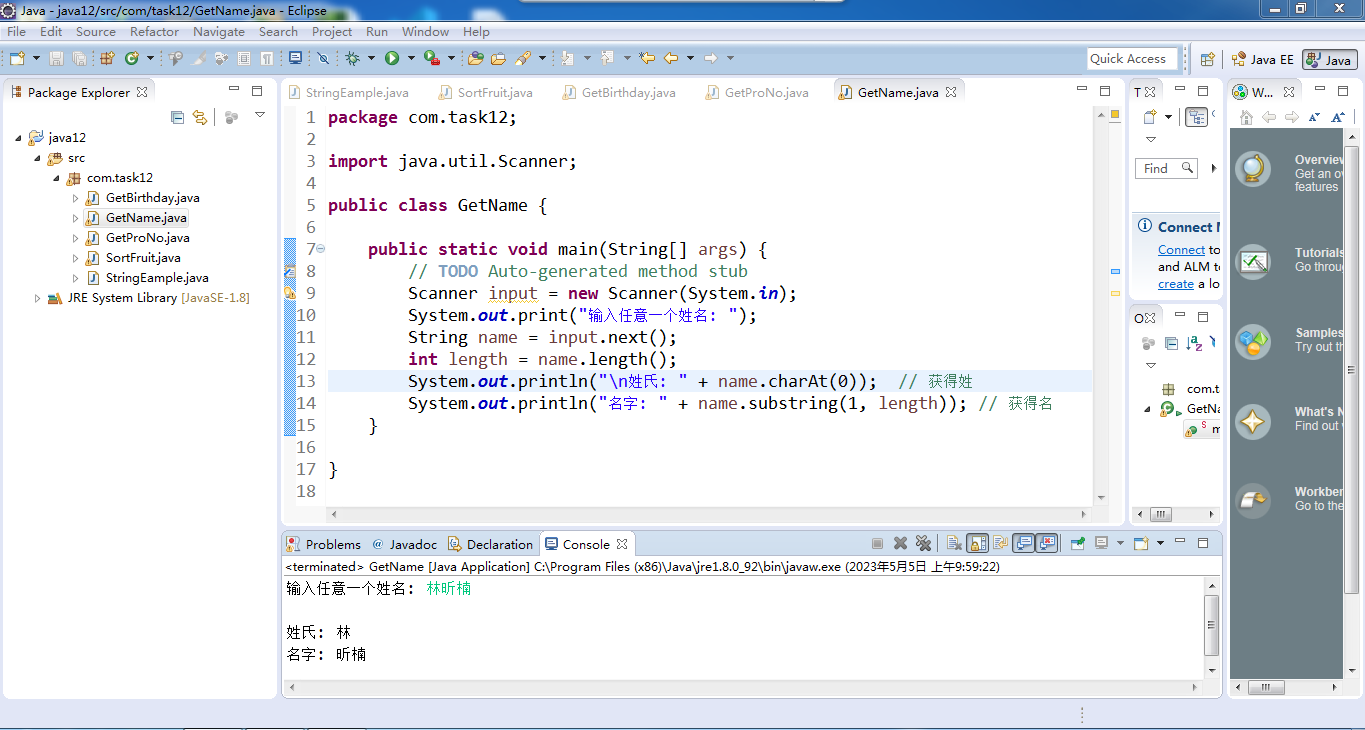 Java - java12/src/com/task12/GetName.java - Eclipse
File Edit Source Refactor Navigate Search Project Run Window Help
Quick Access
Java EE
Java
Package Explorer
java12
src
com.task12
GetBirthday.java
GetName.java
GetProNo.java
SortFruit.java
StringEample.java
JRE System Library [JavaSE-1.8]
StringEample.java SortFruit.java GetBirthday.java GetProNo.java GetName.java
1 package com.task12;
2
3 import java.util.Scanner;
4
5 public class GetName {
6
7 public static void main(String[] args) {
8 // TODO Auto-generated method stub
9 Scanner input = new Scanner(System.in);
10 System.out.print("输入任意一个姓名: ");
11 String name = input.next();
12 int length = name.length();
13 System.out.println("\n姓氏: " + name.charAt(0)); // 获得姓
14 System.out.println("名字: " + name.substring(1, length)); // 获得名
15 }
16
17 }
18
T
Find
Connect
Connect to
and ALM
create a lo
O
com.t
GetNa
m
W...
Overview
Get an
features
Tutorials
Go throu
Samples
Try out th
What's N
Find out
Workben
Go to the
Problems @ Javadoc Declaration Console
<terminated> GetName [Java Application] C:\Program Files (x86)\Java\jre1.8.0_92\bin\javaw.exe (2023年5月5日 上午9:59:22)
输入任意一个姓名: 林昕楠
姓氏: 林
名字: 昕楠